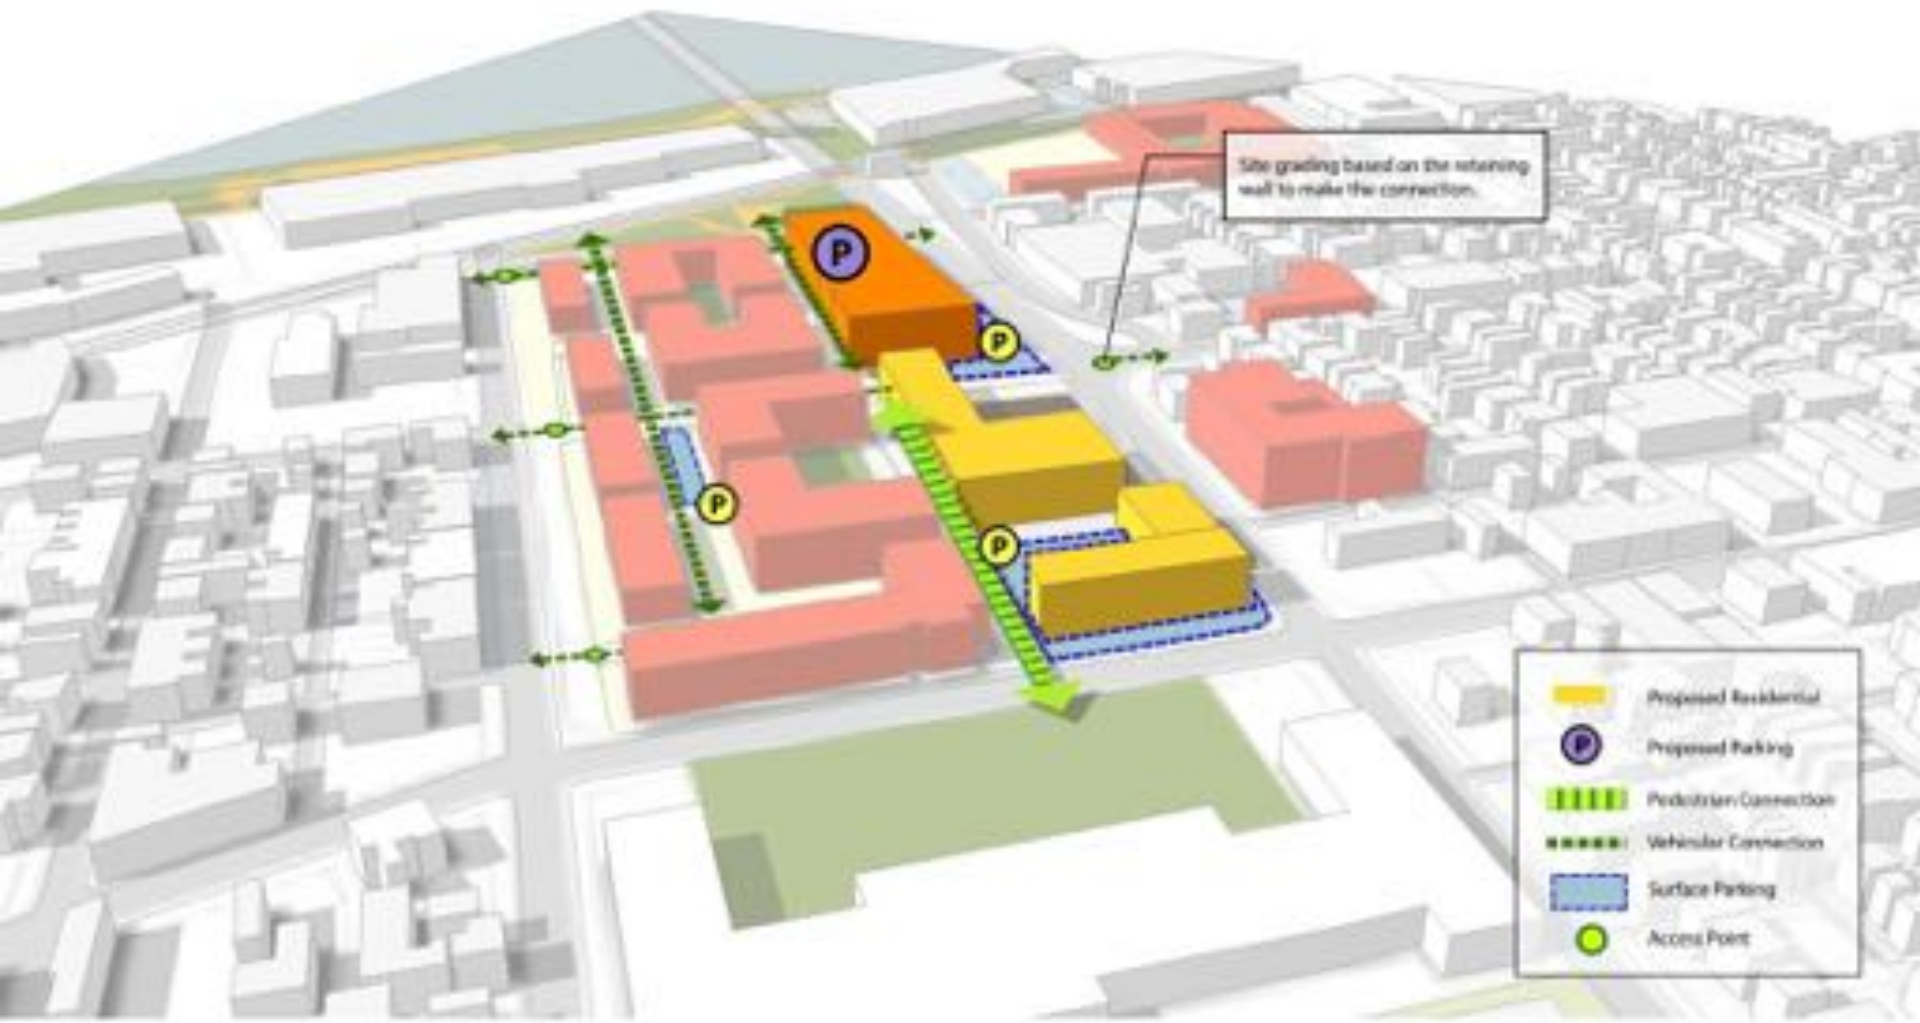 Site grading based on the retaining
wall to make the connection.
P
P
P
P
Proposed Residential
P
Proposed Parking
Pedestrian Connection
Vehicular Connection
Surface Parking
Access Point